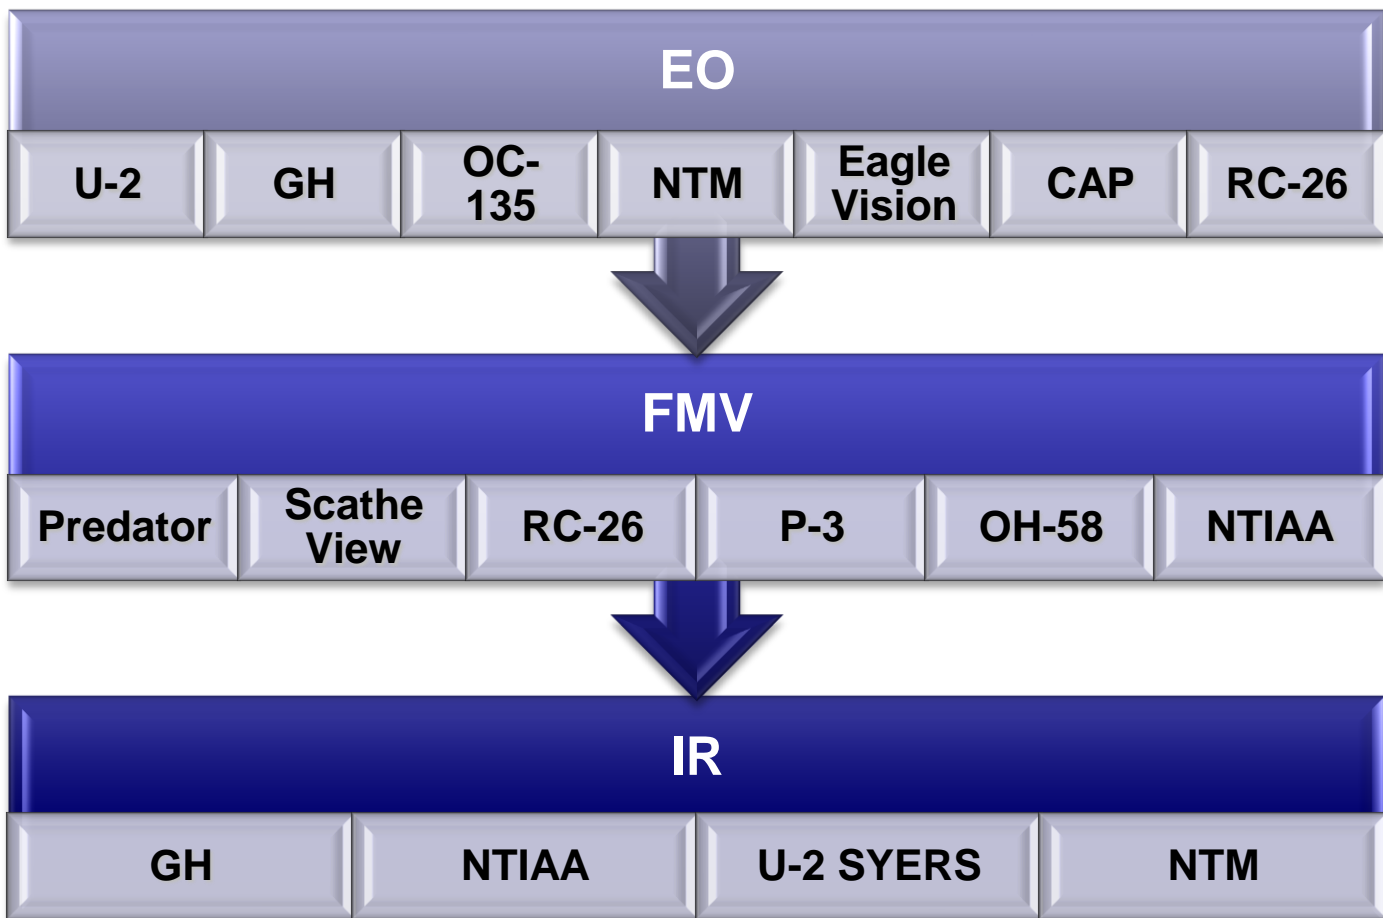 EO
U-2
GH
OC-
135
NTM
Eagle
Vision
CAP
RC-26
FMV
Predator
Scathe
View
RC-26
P-3
OH-58
NTIAA
IR
GH
NTIAA
U-2 SYERS
NTM